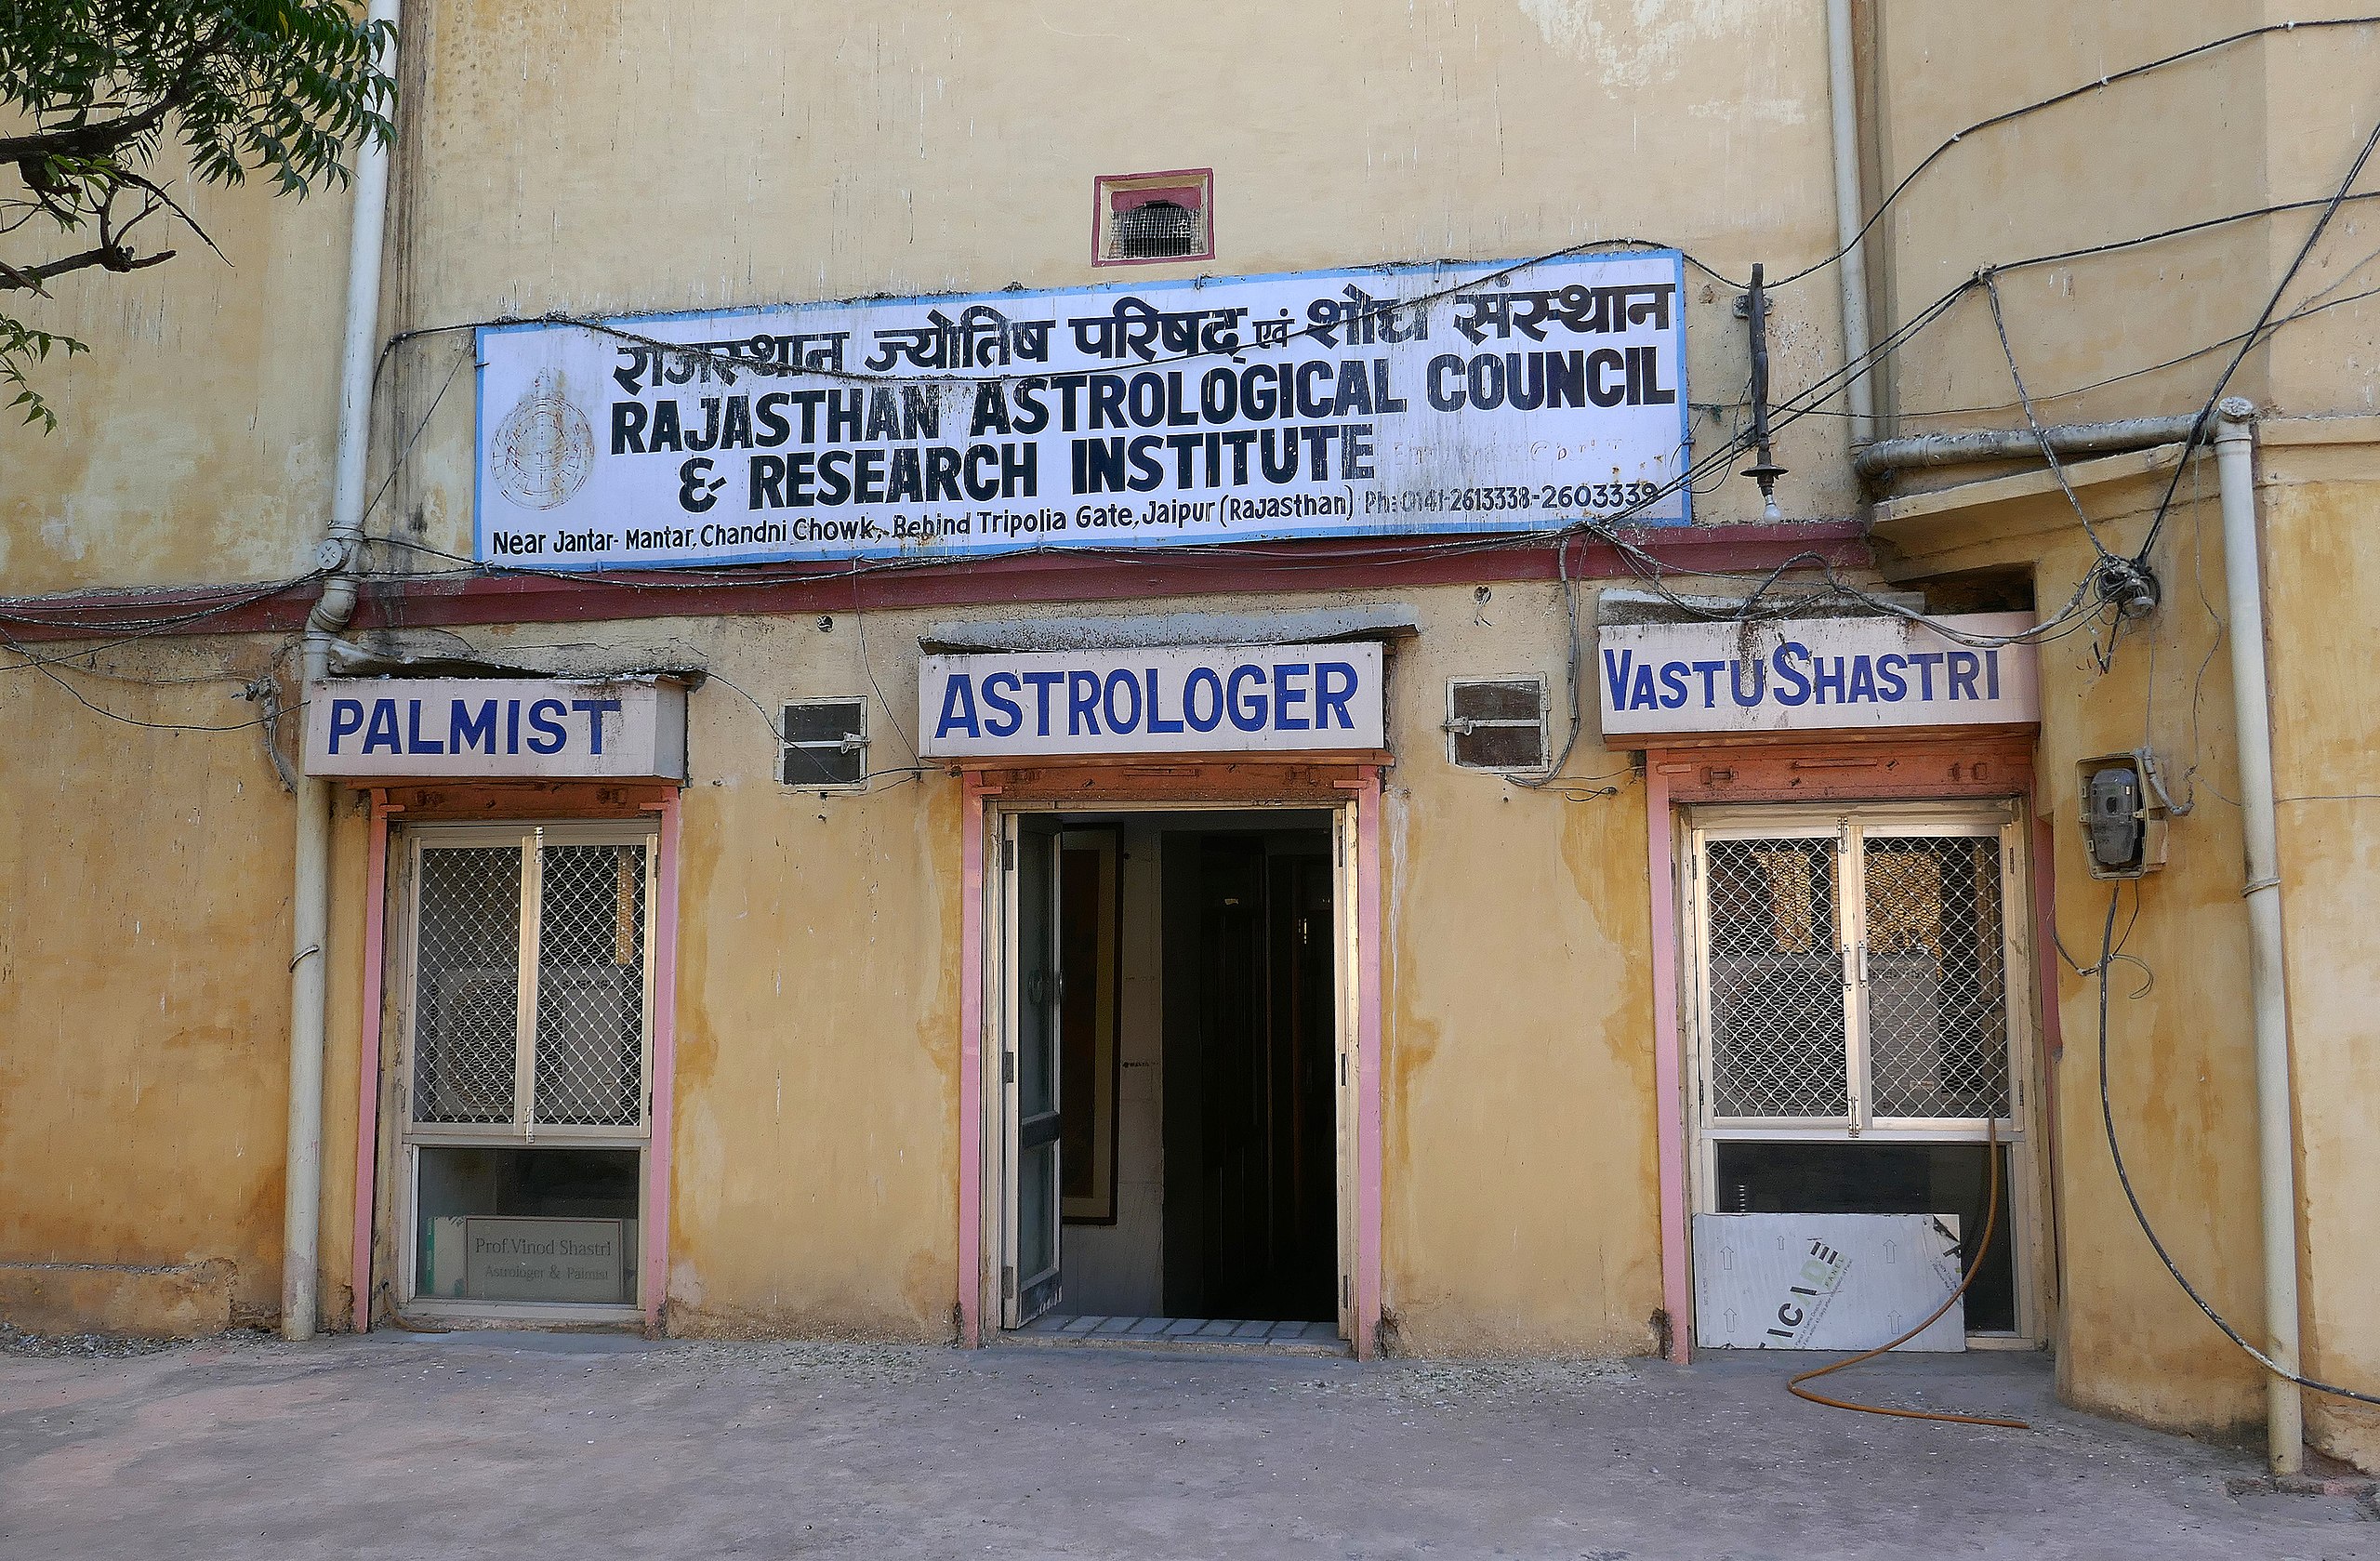 राजस्थान ज्योतिष परिषद् एवं शोध संस्थान
RAJASTHAN ASTROLOGICAL COUNCIL
& RESEARCH INSTITUTE
Near Jantar-Mantar, Chandni Chowk, Behind Tripolia Gate, Jaipur (Rajasthan) Ph: 0141-2613338-2603339
PALMIST
ASTROLOGER
VASTU SHASTRI
Prof. Vinod Shastri
Astrologer & Palmist
PANEL